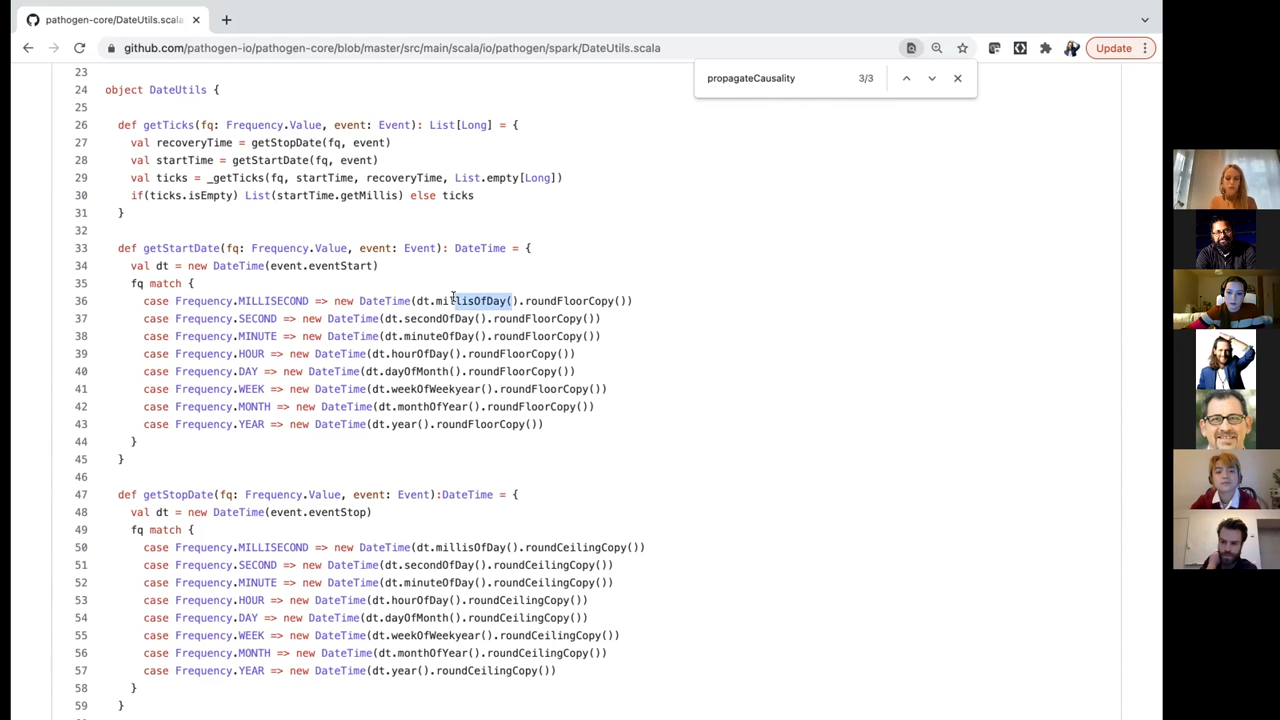 pathogen-core/DateUtils.scala
github.com/pathogen-io/pathogen-core/blob/master/src/main/scala/io/pathogen/spark/DateUtils.scala
Update
propagateCausality 3/3
23
24 object DateUtils {
25
26 def getTicks(fq: Frequency.Value, event: Event): List[Long] = {
27 val recoveryTime = getStopDate(fq, event)
28 val startTime = getStartDate(fq, event)
29 val ticks = _getTicks(fq, startTime, recoveryTime, List.empty[Long])
30 if(ticks.isEmpty) List(startTime.getMillis) else ticks
31 }
32
33 def getStartDate(fq: Frequency.Value, event: Event): DateTime = {
34 val dt = new DateTime(event.eventStart)
35 fq match {
36 case Frequency.MILLISECOND => new DateTime(dt.millisOfDay().roundFloorCopy())
37 case Frequency.SECOND => new DateTime(dt.secondOfDay().roundFloorCopy())
38 case Frequency.MINUTE => new DateTime(dt.minuteOfDay().roundFloorCopy())
39 case Frequency.HOUR => new DateTime(dt.hourOfDay().roundFloorCopy())
40 case Frequency.DAY => new DateTime(dt.dayOfMonth().roundFloorCopy())
41 case Frequency.WEEK => new DateTime(dt.weekOfWeekyear().roundFloorCopy())
42 case Frequency.MONTH => new DateTime(dt.monthOfYear().roundFloorCopy())
43 case Frequency.YEAR => new DateTime(dt.year().roundFloorCopy())
44 }
45 }
46
47 def getStopDate(fq: Frequency.Value, event: Event):DateTime = {
48 val dt = new DateTime(event.eventStop)
49 fq match {
50 case Frequency.MILLISECOND => new DateTime(dt.millisOfDay().roundCeilingCopy())
51 case Frequency.SECOND => new DateTime(dt.secondOfDay().roundCeilingCopy())
52 case Frequency.MINUTE => new DateTime(dt.minuteOfDay().roundCeilingCopy())
53 case Frequency.HOUR => new DateTime(dt.hourOfDay().roundCeilingCopy())
54 case Frequency.DAY => new DateTime(dt.dayOfMonth().roundCeilingCopy())
55 case Frequency.WEEK => new DateTime(dt.weekOfWeekyear().roundCeilingCopy())
56 case Frequency.MONTH => new DateTime(dt.monthOfYear().roundCeilingCopy())
57 case Frequency.YEAR => new DateTime(dt.year().roundCeilingCopy())
58 }
59 }